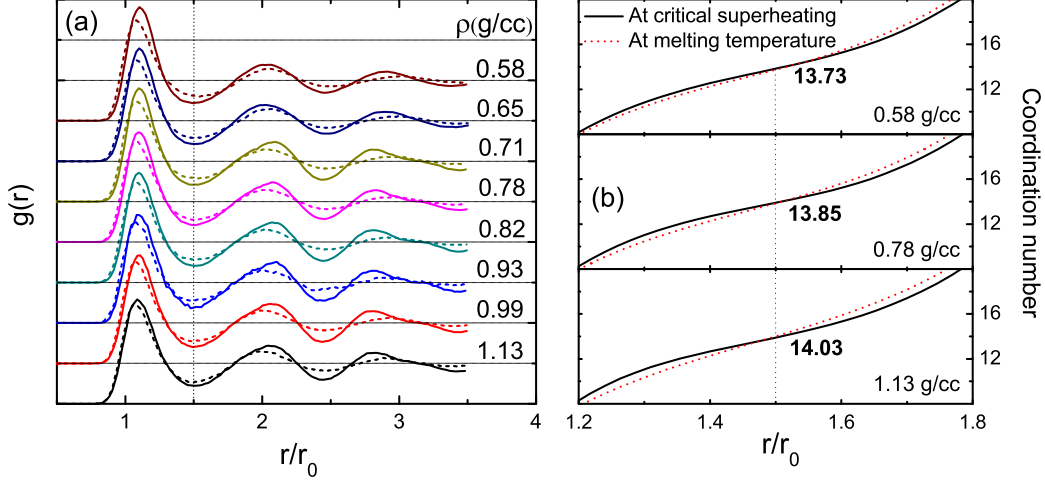 (a)
ρ(g/cc)
0.58
0.65
0.71
0.78
0.82
0.93
0.99
1.13
g(r)
1 2 3 4
r/r0
At critical superheating
At melting temperature
16
12
13.73
0.58 g/cc
(b)
16
12
13.85
0.78 g/cc
16
12
14.03
1.13 g/cc
1.2 1.4 1.6 1.8
r/r0
Coordination number